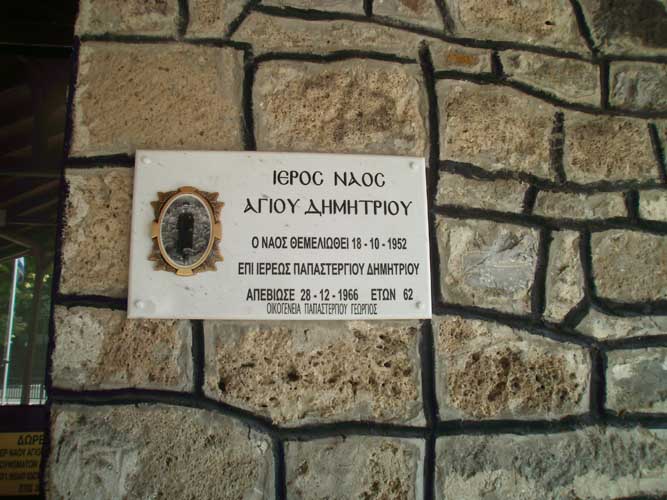 ΙΕΡΟΣ ΝΑΟΣ
ΑΓΙΟΥ ΔΗΜΗΤΡΙΟΥ
Ο ΝΑΟΣ ΘΕΜΕΛΙΩΘΕΙ 18 - 10 - 1952
ΕΠΙ ΙΕΡΕΩΣ ΠΑΠΑΣΤΕΡΓΙΟΥ ΔΗΜΗΤΡΙΟΥ
ΑΠΕΒΙΩΣΕ 28 - 12 - 1966 ΕΤΩΝ 62
ΟΙΚΟΓΕΝΕΙΑ ΠΑΠΑΣΤΕΡΓΙΟΥ ΓΕΩΡΓΙΟΣ
ΔΩΡΕ